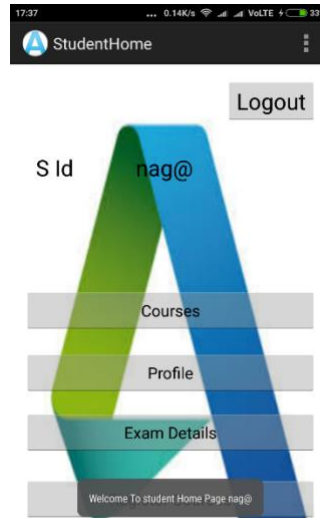 17:37 ... 0.14K/s VoLTE 33
StudentHome
Logout
S Id nag@
Courses
Profile
Exam Details
Welcome To student Home Page nag@